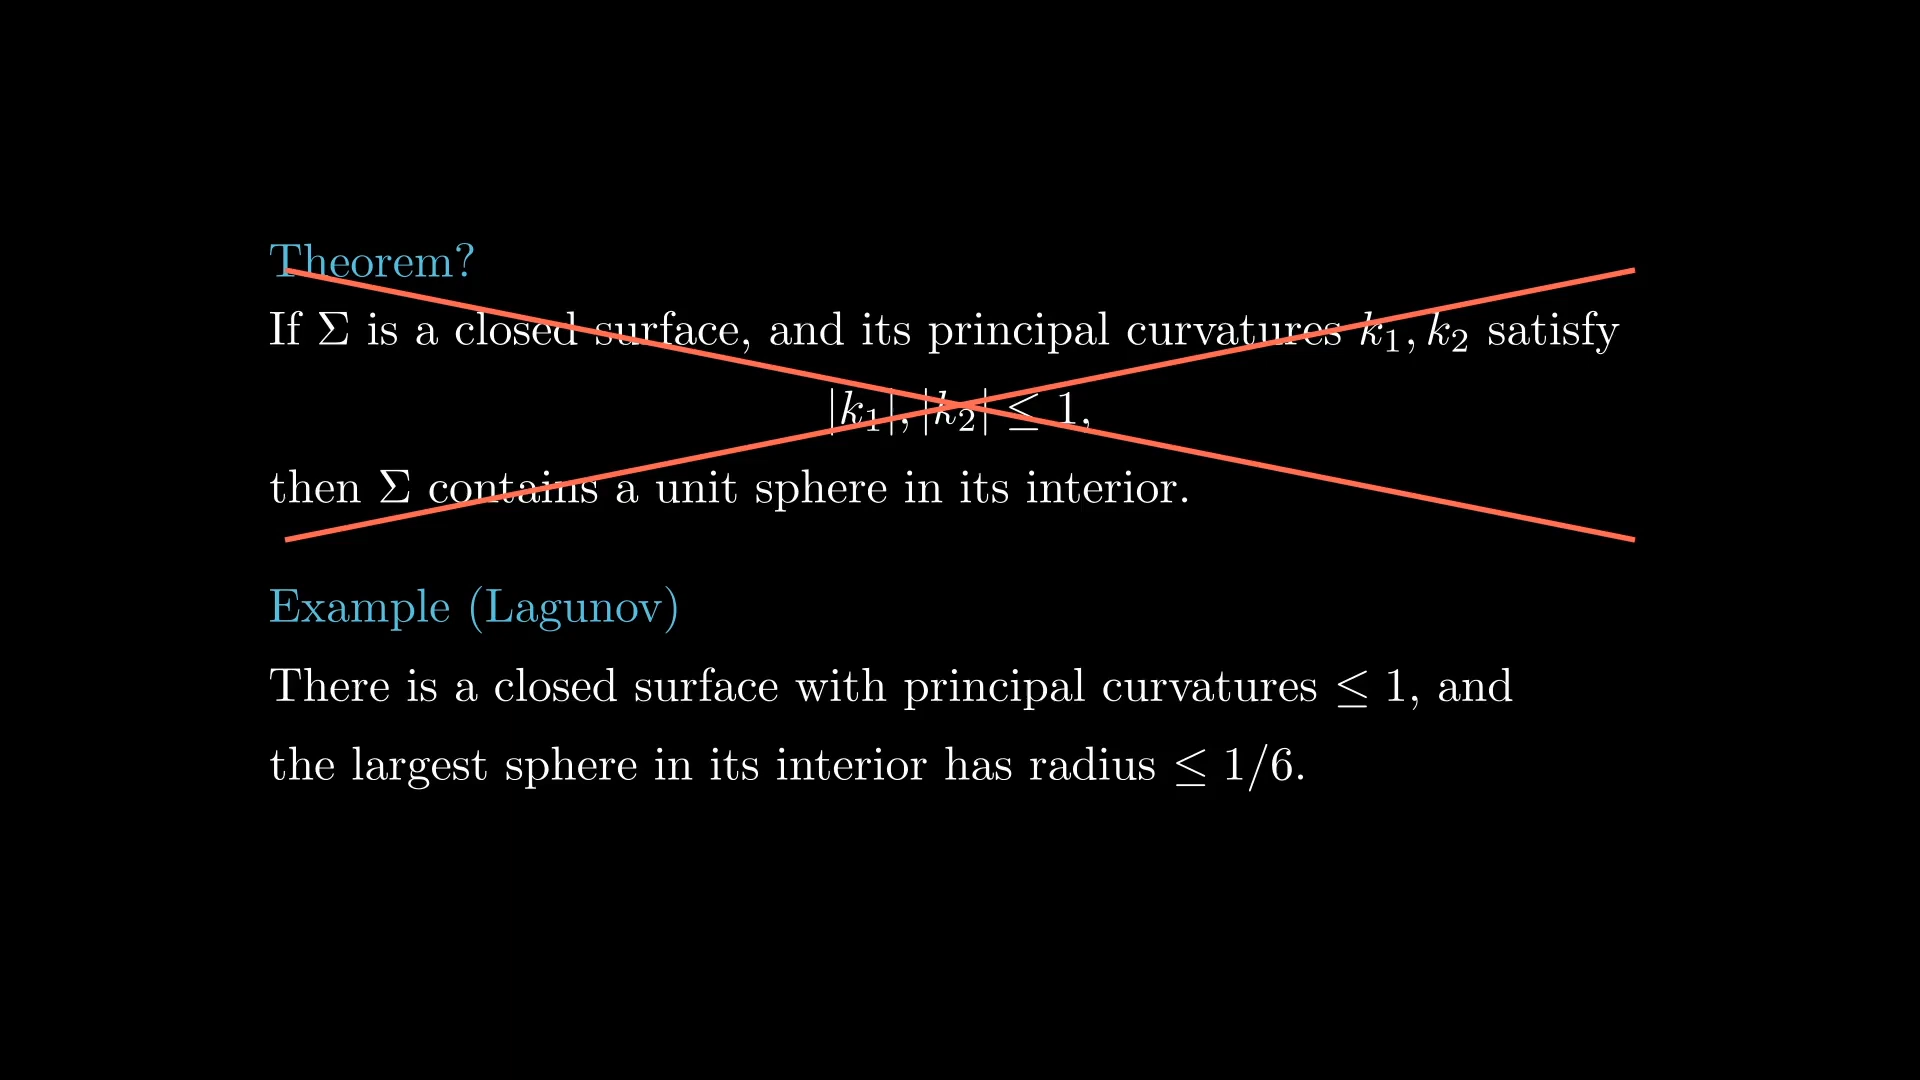 Theorem?
If Σ is a closed surface, and its principal curvatures k₁, k₂ satisfy
|k₁|, |k₂| ≤ 1,
then Σ contains a unit sphere in its interior.
Example (Lagunov)
There is a closed surface with principal curvatures ≤ 1, and
the largest sphere in its interior has radius ≤ 1/6.